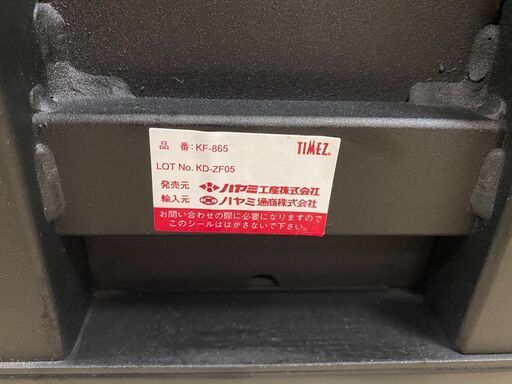 品　番：KF-865
TIMEZ
LOT No. KD-ZF05
発売元 ハヤミ工産株式会社
輸入元 ハヤミ通商株式会社
お問い合わせの際に必要になりますので
このシールははがさないで下さい。